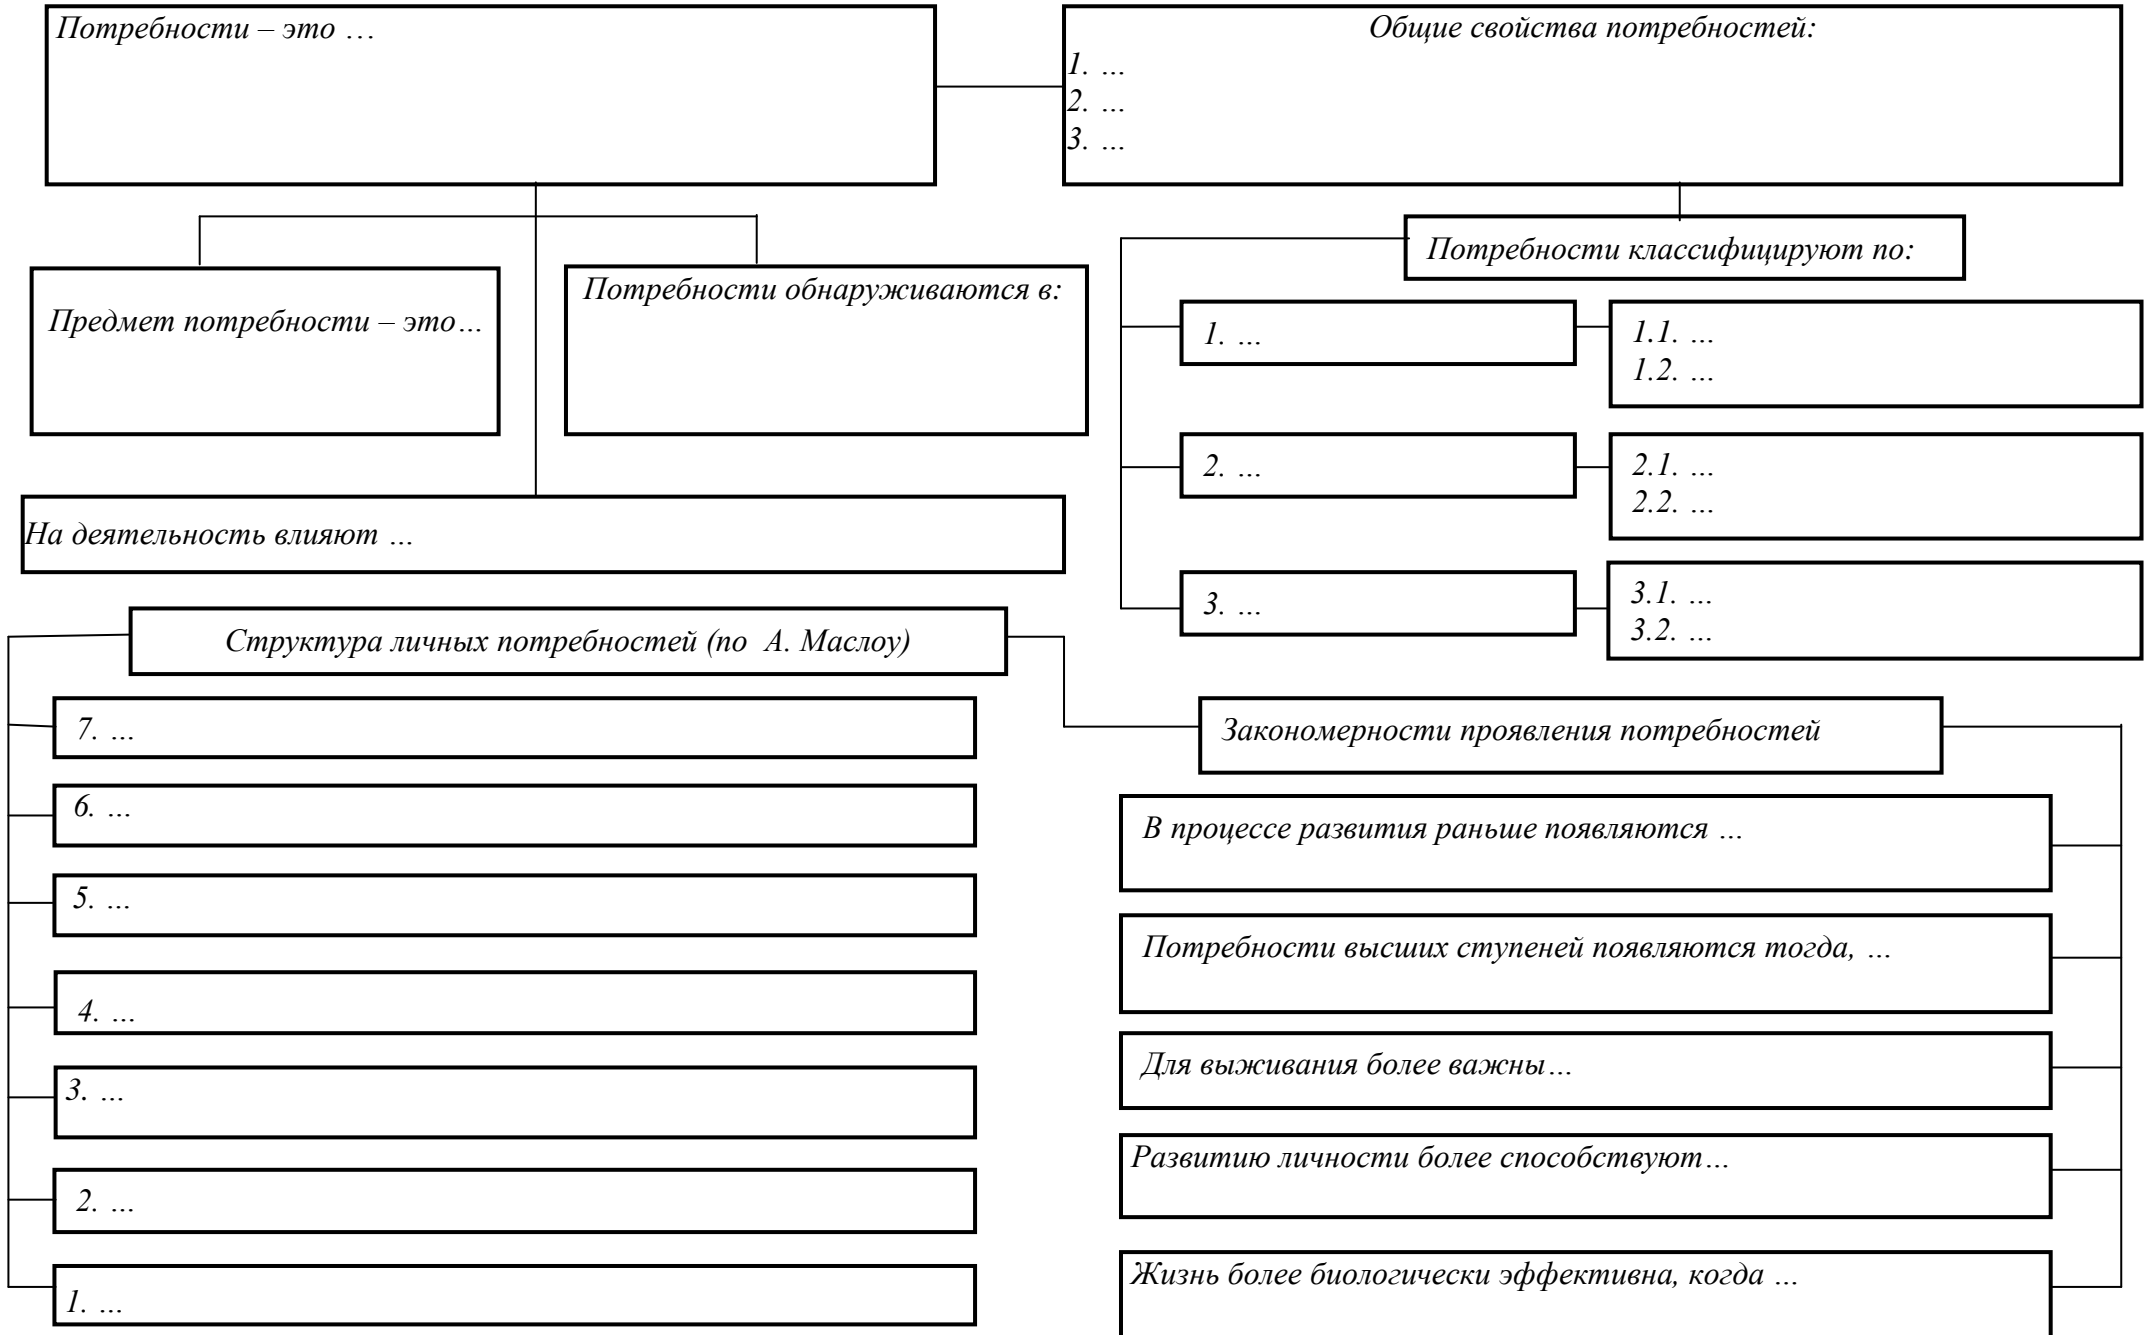 Потребности – это …
Общие свойства потребностей:
1. …
2. …
3. …
Предмет потребности – это…
Потребности обнаруживаются в:
Потребности классифицируют по:
1. …
1.1. …
1.2. …
2. …
2.1. …
2.2. …
3. …
3.1. …
3.2. …
На деятельность влияют …
Структура личных потребностей (по А. Маслоу)
7. …
6. …
5. …
4. …
3. …
2. …
1. …
Закономерности проявления потребностей
В процессе развития раньше появляются …
Потребности высших ступеней появляются тогда, …
Для выживания более важны…
Развитию личности более способствуют…
Жизнь более биологически эффективна, когда …